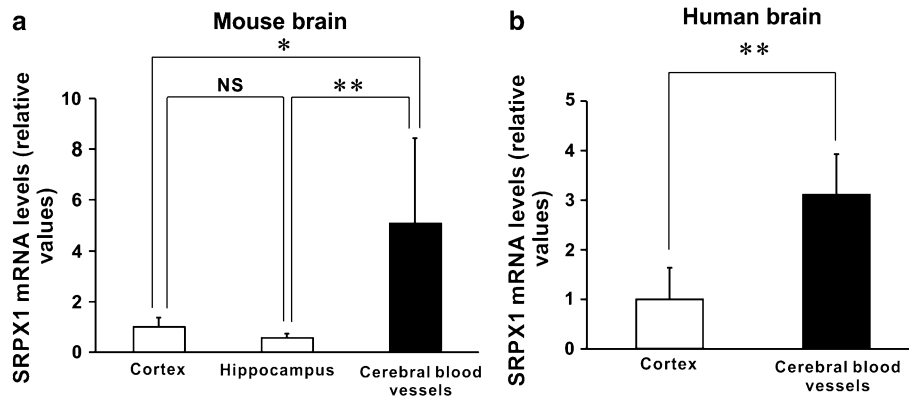 a
Mouse brain
*
NS
**
SRPX1 mRNA levels (relative
values)
10
8
6
4
2
0
Cortex
Hippocampus
Cerebral blood
vessels
b
Human brain
**
SRPX1 mRNA levels (relative
values)
5
4
3
2
1
0
Cortex
Cerebral blood
vessels